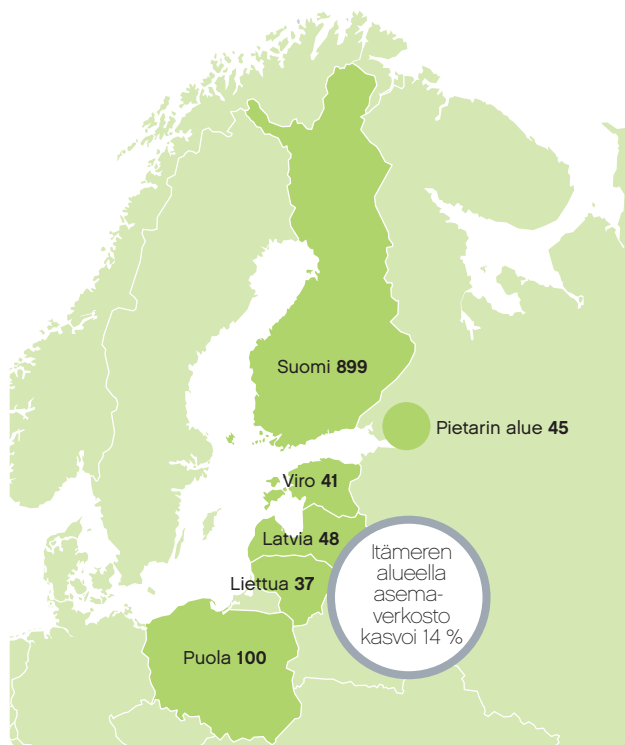 Suomi 899
Pietarin alue 45
Viro 41
Latvia 48
Liettua 37
Itämeren
alueella
asema-
verkosto
kasvoi 14 %
Puola 100